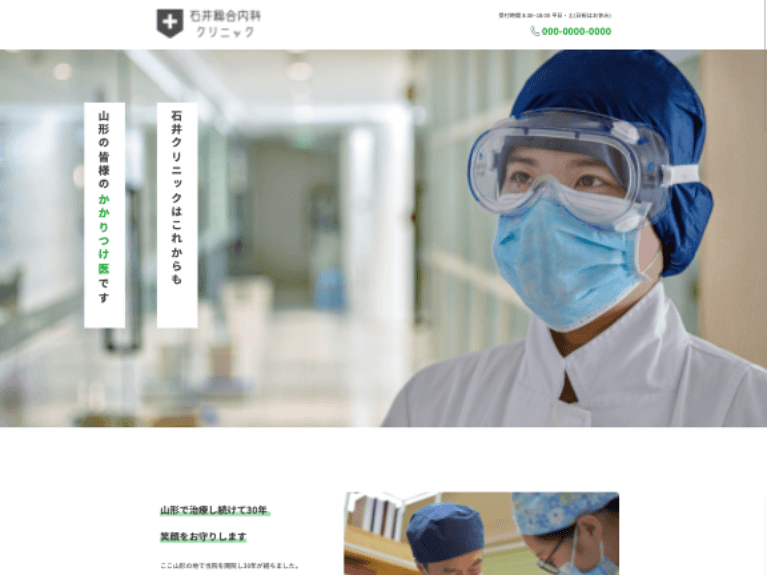 石井総合内科
クリニック
受付時間 8:30~18:00 平日・土(日祝はお休み)
000-0000-0000
石井クリニックはこれからも
山形の皆様の かかりつけ医です
山形で治療し続けて30年
笑顔をお守りします
ここ山形の地で当院を開院し30年が経ちました。